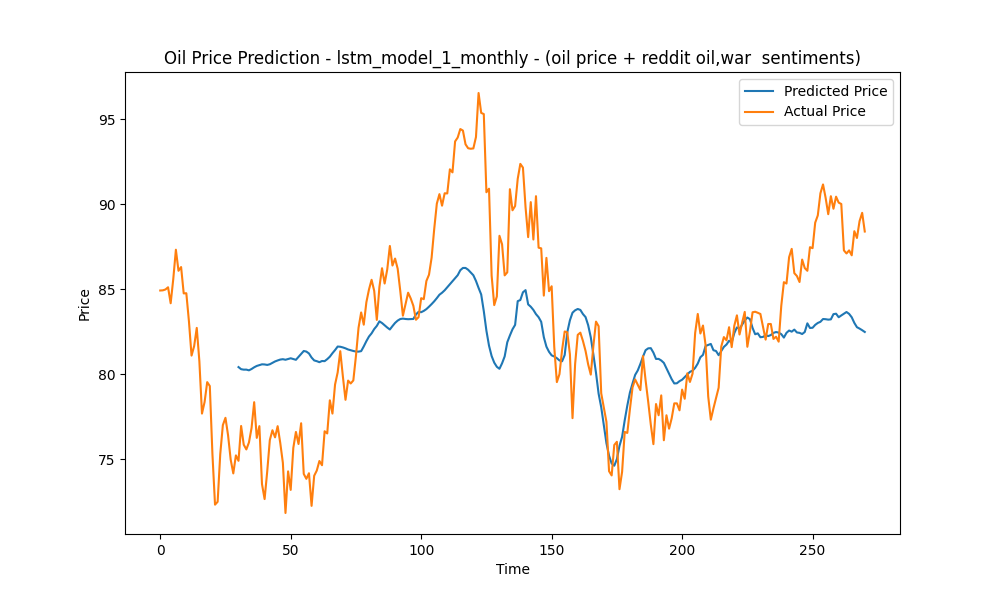 Oil Price Prediction - lstm_model_1_monthly - (oil price + reddit oil,war  sentiments)
Predicted Price
Actual Price
Price
95
90
85
80
75
0 50 100 150 200 250
Time